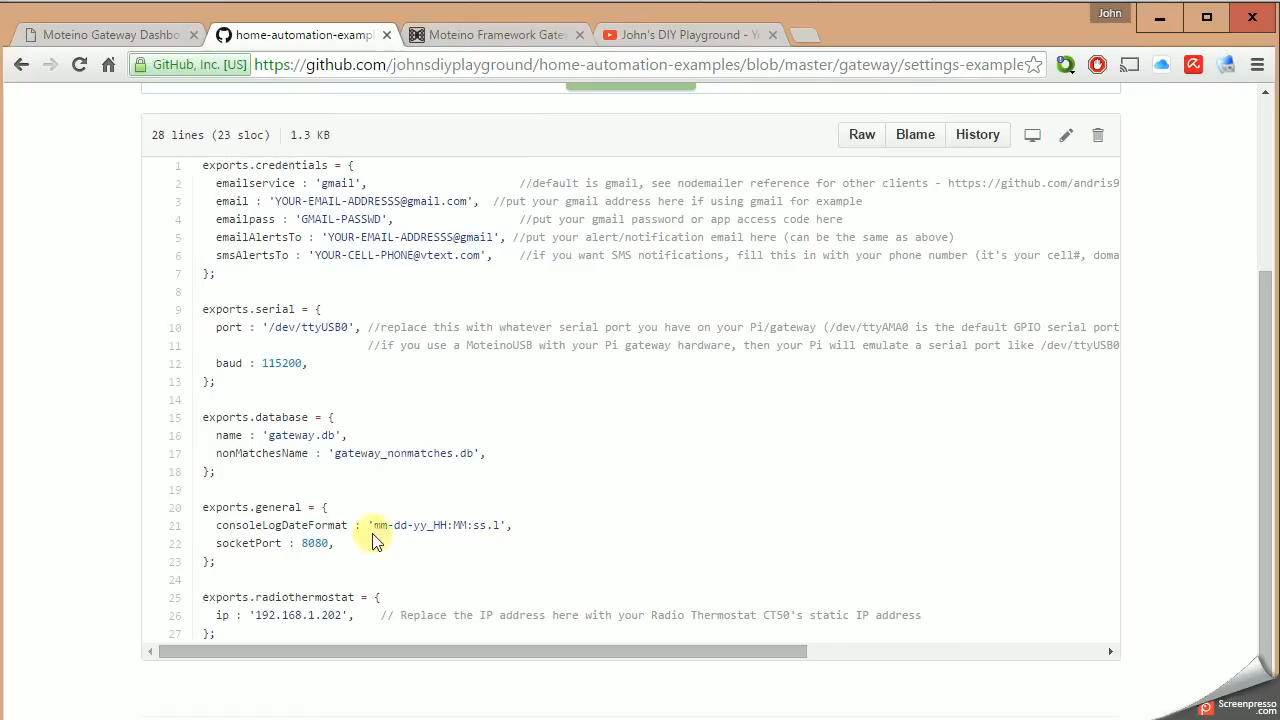 John
Moteino Gateway Dashbo
home-automation-exampl
Moteino Framework Gate
John's DIY Playground - Y
GitHub, Inc. [US]
https://github.com/johnsdiyplayground/home-automation-examples/blob/master/gateway/settings-example
28 lines (23 sloc) 1.3 KB
Raw Blame History
1 exports.credentials = {
2 emailservice : 'gmail', //default is gmail, see nodemailer reference for other clients - https://github.com/andris9
3 email : 'YOUR-EMAIL-ADDRESSS@gmail.com', //put your gmail address here if using gmail for example
4 emailpass : 'GMAIL-PASSWD', //put your gmail password or app access code here
5 emailAlertsTo : 'YOUR-EMAIL-ADDRESSS@gmail', //put your alert/notification email here (can be the same as above)
6 smsAlertsTo : 'YOUR-CELL-PHONE@vtext.com', //if you want SMS notifications, fill this in with your phone number (it's your cell#, doma
7 };
8
9 exports.serial = {
10 port : '/dev/ttyUSB0', //replace this with whatever serial port you have on your Pi/gateway (/dev/ttyAMA0 is the default GPIO serial port
11 //if you use a MoteinoUSB with your Pi gateway hardware, then your Pi will emulate a serial port like /dev/ttyUSB0
12 baud : 115200,
13 };
14
15 exports.database = {
16 name : 'gateway.db',
17 nonMatchesName : 'gateway_nonmatches.db',
18 };
19
20 exports.general = {
21 consoleLogDateFormat : 'mm-dd-yy_HH:MM:ss.l',
22 socketPort : 8080,
23 };
24
25 exports.radiothermostat = {
26 ip : '192.168.1.202', // Replace the IP address here with your Radio Thermostat CT50's static IP address
27 };
Screenpresso
.com